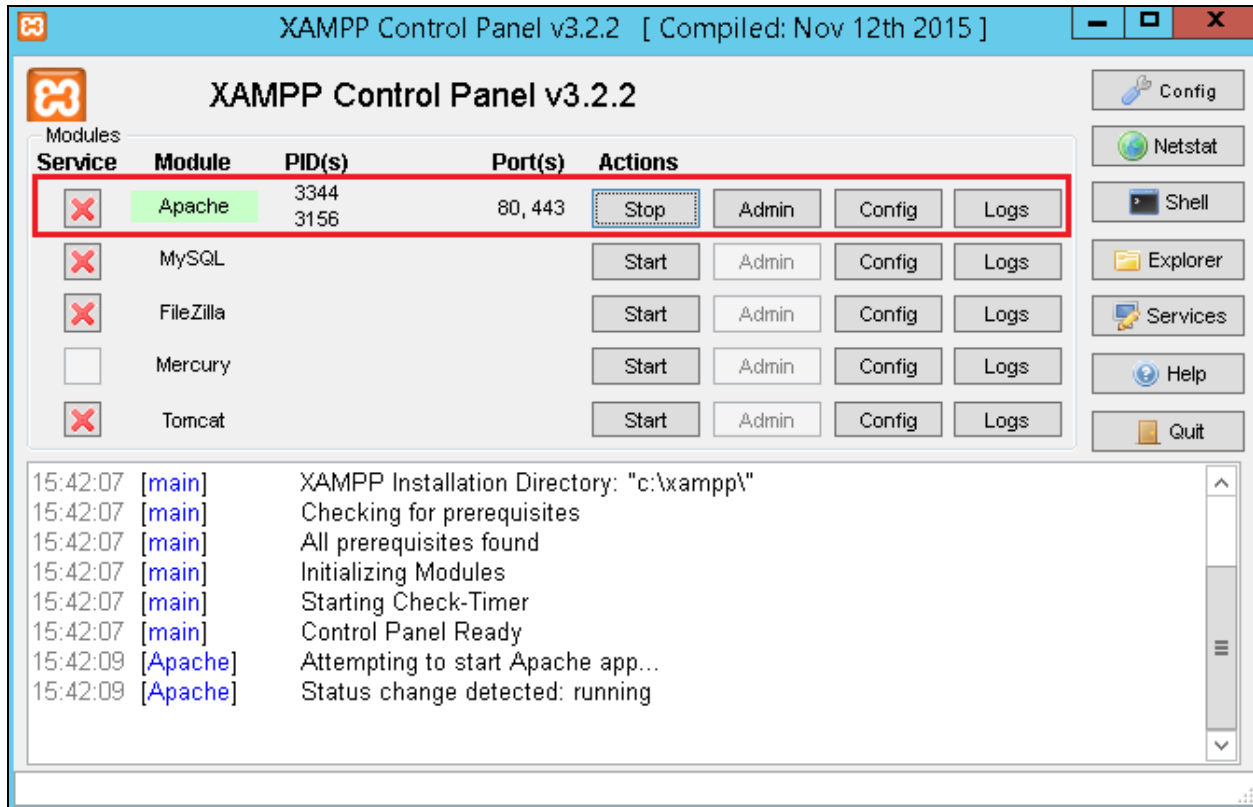 XAMPP Control Panel v3.2.2 [ Compiled: Nov 12th 2015 ]
XAMPP Control Panel v3.2.2
Config
Modules
Netstat
Service Module PID(s) Port(s) Actions
Apache 3344 80, 443 Stop Admin Config Logs
3156
Shell
MySQL Start Admin Config Logs
Explorer
FileZilla Start Admin Config Logs
Services
Mercury Start Admin Config Logs
Help
Tomcat Start Admin Config Logs
Quit
15:42:07 [main] XAMPP Installation Directory: "c:\xampp\"
15:42:07 [main] Checking for prerequisites
15:42:07 [main] All prerequisites found
15:42:07 [main] Initializing Modules
15:42:07 [main] Starting Check-Timer
15:42:07 [main] Control Panel Ready
15:42:09 [Apache] Attempting to start Apache app...
15:42:09 [Apache] Status change detected: running